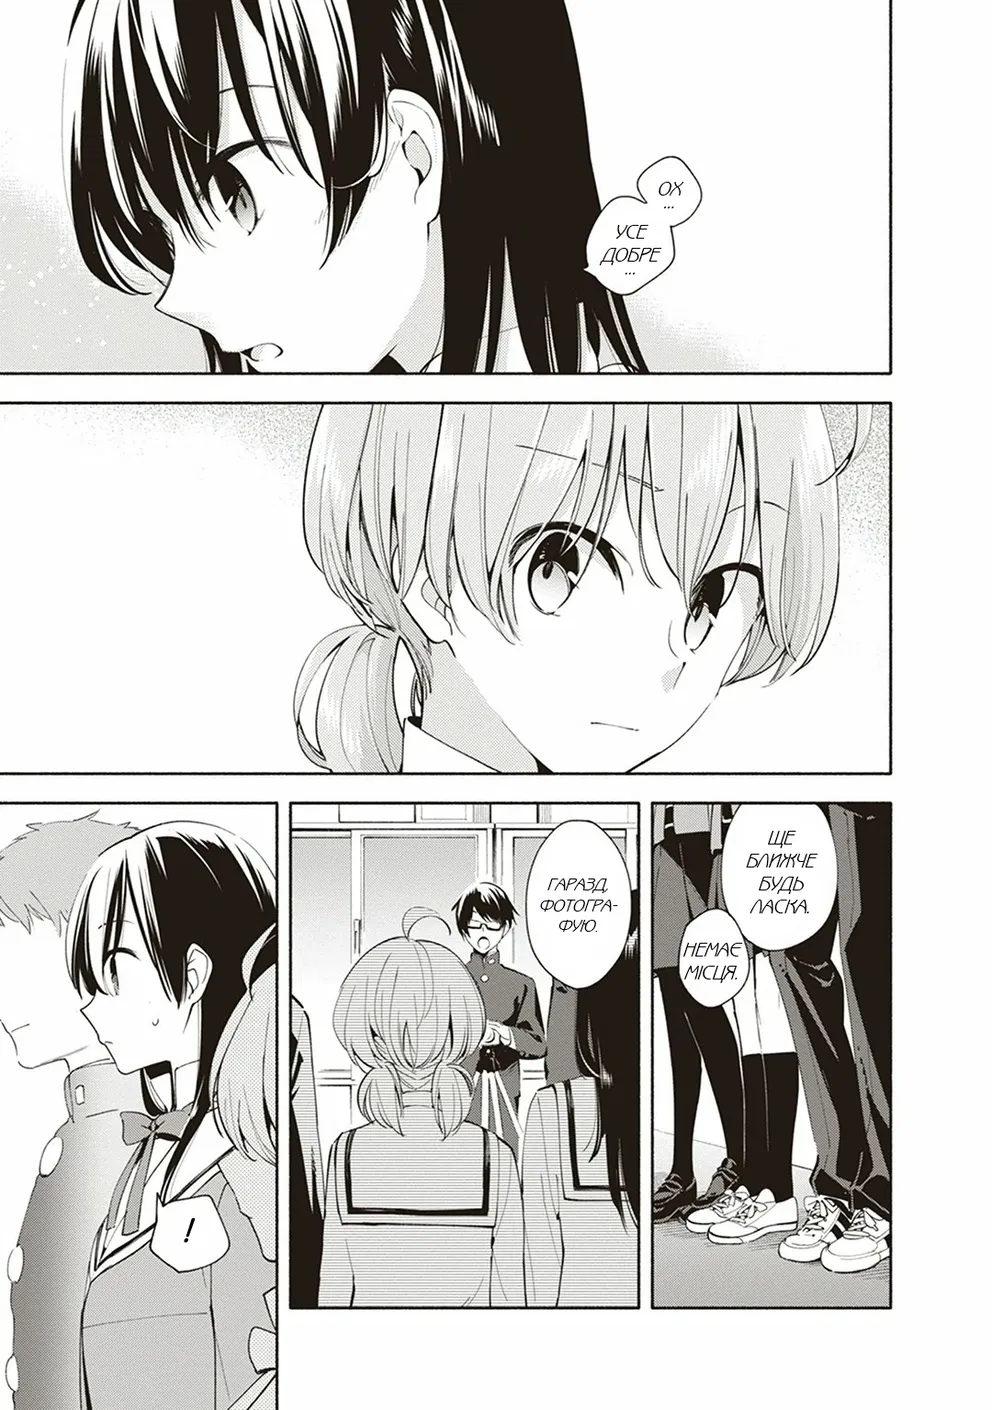 ОХ
...
УСЕ
ДОБРЕ
...
ЩЕ
БЛИЖЧЕ
БУДЬ
ЛАСКА.
НЕМАЄ
МІСЦЯ.
ГАРАЗД,
ФОТОГРА-
ФУЮ.
!